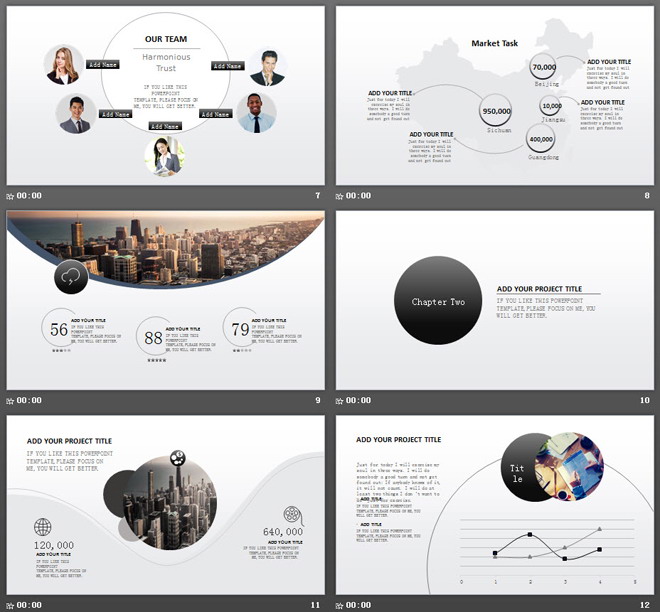 OUR TEAM
Harmonious
Trust
IF YOU LIKE THIS
POWERPOINT
TEMPLATE, PLEASE FOCUS
ON ME, YOU WILL GET BETTER.
Add Name
Add Name
Add Name
Add Name
Add Name
00:00
7
Market Task
70,000
Beijing
ADD YOUR TITLE
Just for today I will
exercise my soul in
three ways. I will do
somebody a good turn
and not get found out
ADD YOUR TITLE
Just for today I will
exercise my soul in
three ways. I will do
somebody a good turn
and not get found out
950,000
Sichuan
10,000
Jiangsu
ADD YOUR TITLE
Just for today I will
exercise my soul in
three ways. I will do
somebody a good turn
and not get found out
ADD YOUR TITLE
Just for today I will
exercise my soul in
three ways. I will do
somebody a good turn
and not get found out
400,000
Guangdong
00:00
8
56
ADD YOUR TITLE
IF YOU LIKE THIS
POWERPOINT
TEMPLATE, PLEASE FOCUS ON
ME, YOU WILL GET BETTER.
88
ADD YOUR TITLE
IF YOU LIKE THIS
POWERPOINT
TEMPLATE, PLEASE FOCUS ON
ME, YOU WILL GET BETTER.
79
ADD YOUR TITLE
IF YOU LIKE THIS
POWERPOINT
TEMPLATE, PLEASE FOCUS ON
ME, YOU WILL GET BETTER.
00:00
9
Chapter Two
ADD YOUR PROJECT TITLE
IF YOU LIKE THIS POWERPOINT
TEMPLATE, PLEASE FOCUS ON ME, YOU
WILL GET BETTER.
00:00
10
ADD YOUR PROJECT TITLE
IF YOU LIKE THIS POWERPOINT
TEMPLATE, PLEASE FOCUS ON
ME, YOU WILL GET BETTER.
120,000
ADD YOUR TITLE
IF YOU LIKE THIS
POWERPOINT
TEMPLATE, PLEASE FOCUS ON
ME, YOU WILL GET BETTER.
640,000
ADD YOUR TITLE
IF YOU LIKE THIS
POWERPOINT
TEMPLATE, PLEASE FOCUS ON
ME, YOU WILL GET BETTER.
00:00
11
ADD YOUR PROJECT TITLE
Tit
le
Just for today I will exercise my
soul in three ways. I will do
somebody a good turn and not get
found out: If anybody knows of it,
it will not count. I will do at
least two things I don 't want to
ADD YOUR TITLE
IF YOU LIKE THIS POWERPOINT
TEMPLATE, PLEASE FOCUS ON ME, YOU
WILL GET BETTER.
ADD YOUR TITLE
IF YOU LIKE THIS POWERPOINT
TEMPLATE, PLEASE FOCUS ON ME, YOU
WILL GET BETTER.
0 1 2 3 4 5
00:00
12